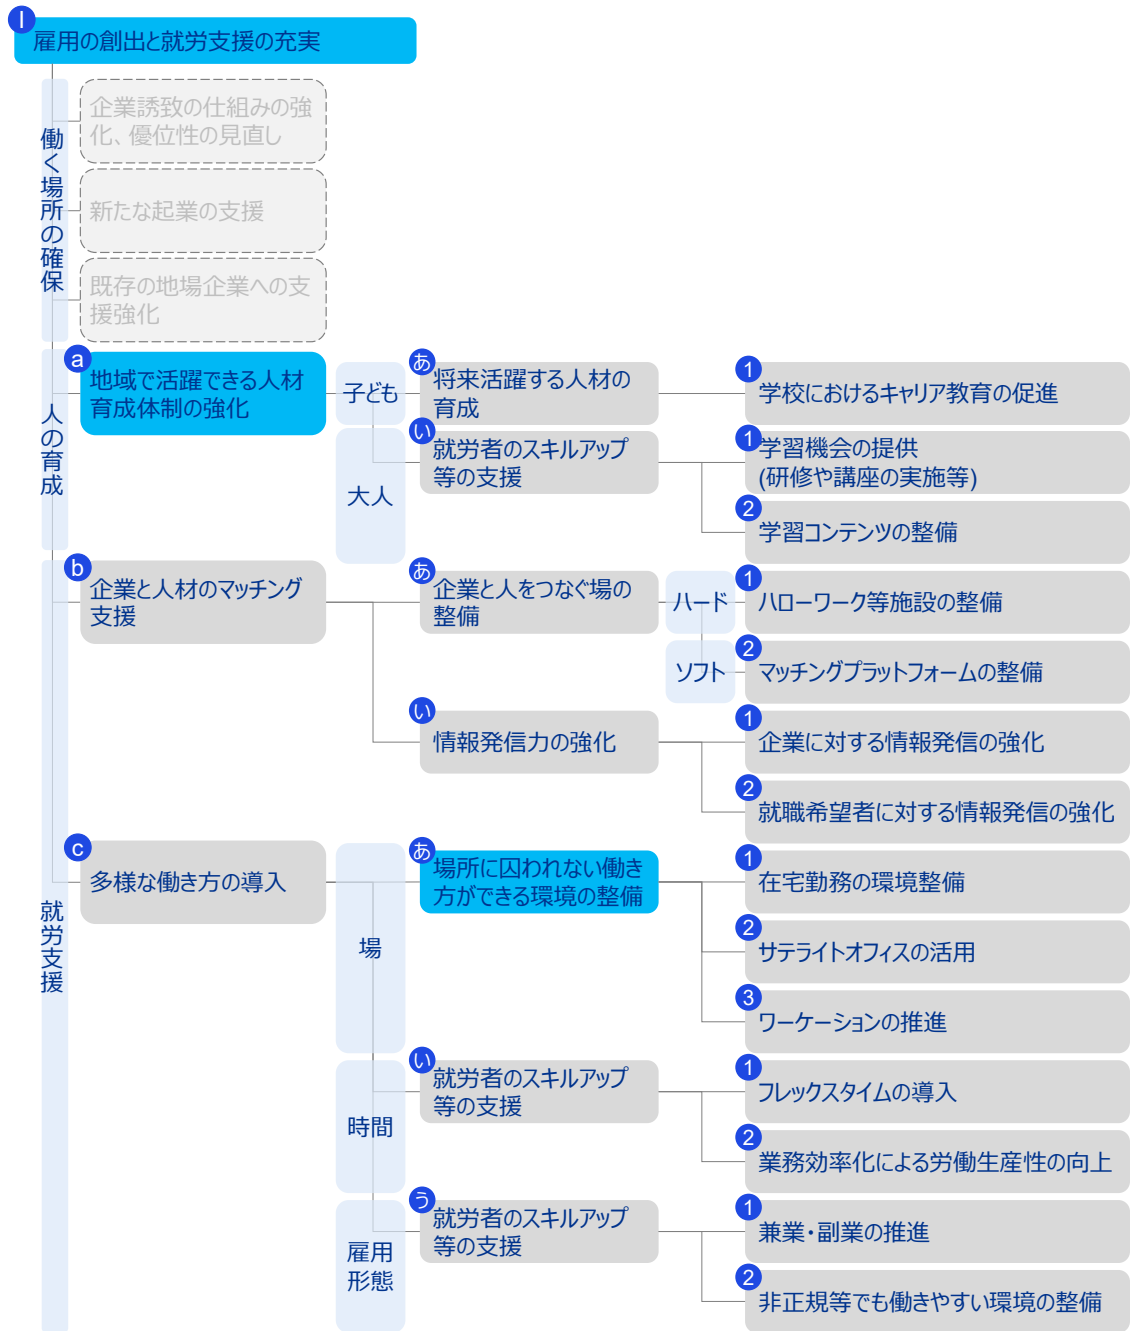 I
雇用の創出と就労支援の充実
働く場所の確保
企業誘致の仕組みの強
化、優位性の見直し
新たな起業の支援
既存の地場企業への支
援強化
人の育成
a
地域で活躍できる人材
育成体制の強化
子ども
あ
将来活躍する人材の
育成
1
学校におけるキャリア教育の促進
大人
い
就労者のスキルアップ
等の支援
1
学習機会の提供
(研修や講座の実施等)
2
学習コンテンツの整備
就労支援
b
企業と人材のマッチング
支援
あ
企業と人をつなぐ場の
整備
ハード
1
ハローワーク等施設の整備
ソフト
2
マッチングプラットフォームの整備
い
情報発信力の強化
1
企業に対する情報発信の強化
2
就職希望者に対する情報発信の強化
c
多様な働き方の導入
場
あ
場所に囚われない働き
方ができる環境の整備
1
在宅勤務の環境整備
2
サテライトオフィスの活用
3
ワーケーションの推進
時間
い
就労者のスキルアップ
等の支援
1
フレックスタイムの導入
2
業務効率化による労働生産性の向上
雇用
形態
う
就労者のスキルアップ
等の支援
1
兼業・副業の推進
2
非正規等でも働きやすい環境の整備